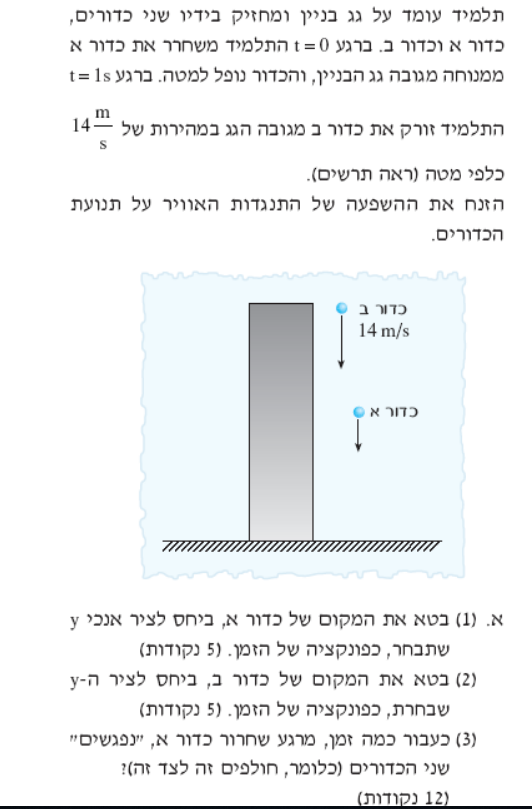 תלמיד עומד על גג בניין ומחזיק בידיו שני כדורים,
כדור א וכדור ב. ברגע t = 0 התלמיד משחרר את כדור א
ממנוחה מגובה גג הבניין, והכדור נופל למטה. ברגע t = 1s
התלמיד זורק את כדור ב מגובה הגג במהירות של 14 m/s
כלפי מטה (ראה תרשים).
הזנח את ההשפעה של התנגדות האוויר על תנועת
הכדורים.
כדור ב
14 m/s
כדור א
א. (1) בטא את המקום של כדור א, ביחס לציר אנכי y
שתבחר, כפונקציה של הזמן. (5 נקודות)
(2) בטא את המקום של כדור ב, ביחס לציר ה-y
שבחרת, כפונקציה של הזמן. (5 נקודות)
(3) כעבור כמה זמן, מרגע שחרור כדור א, "נפגשים"
שני הכדורים (כלומר, חולפים זה לצד זה)?
(12 נקודות)